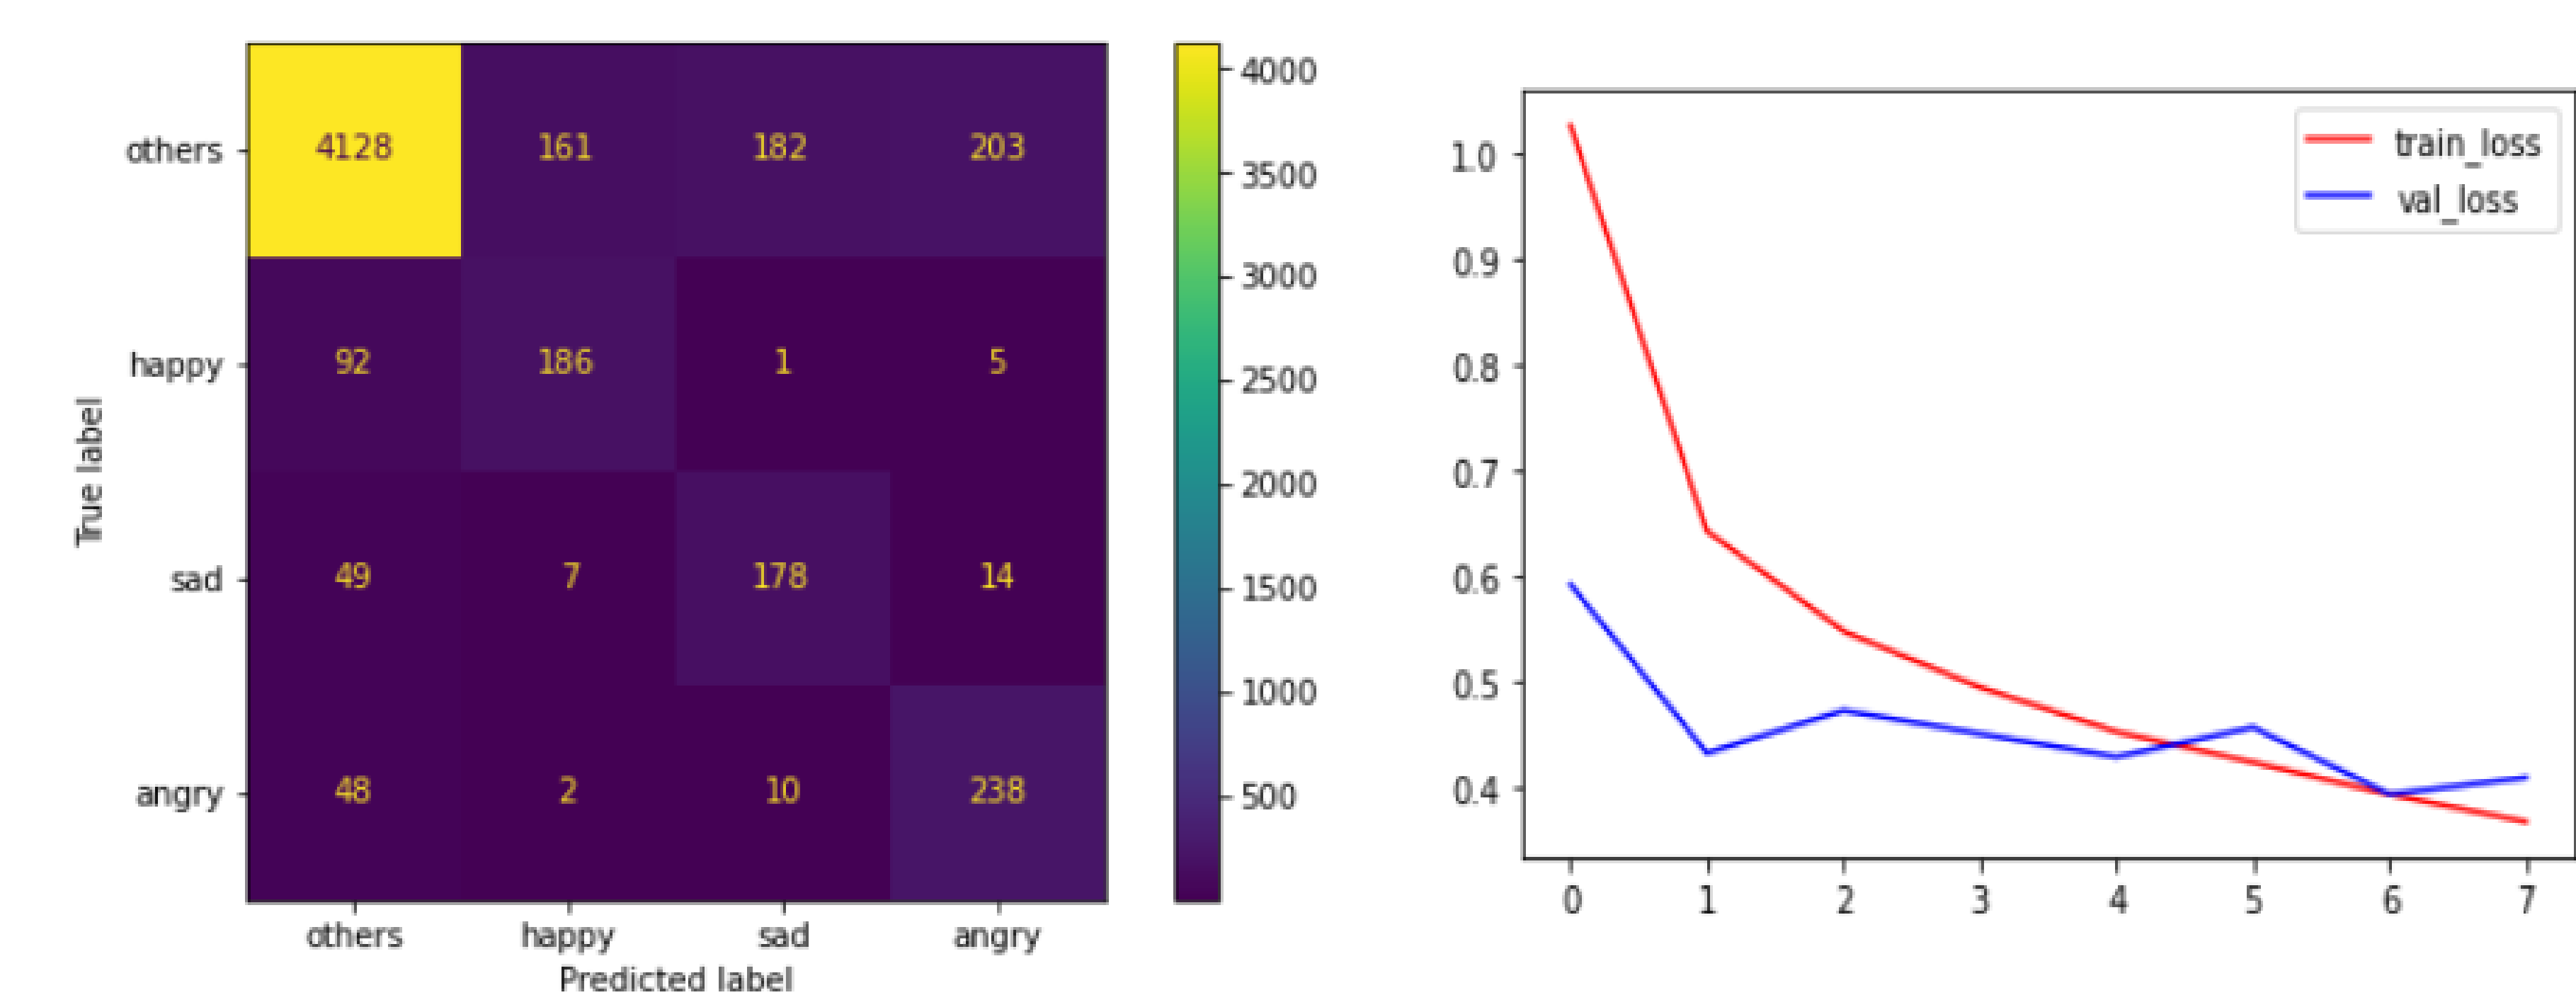 others 4128 161 182 203
happy 92 186 1 5
sad 49 7 178 14
angry 48 2 10 238
others happy sad angry
Predicted label
True label
4000
3500
3000
2500
2000
1500
1000
500
train_loss
val_loss
1.0
0.9
0.8
0.7
0.6
0.5
0.4
0 1 2 3 4 5 6 7